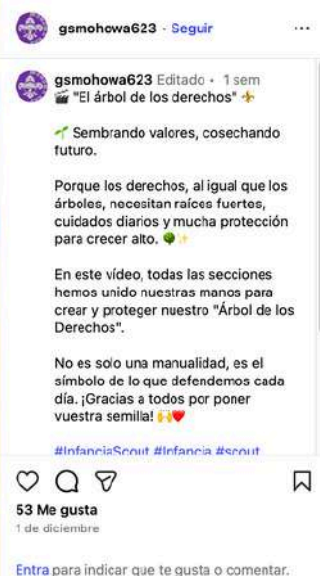 gsmohowa623 · Seguir
gsmohowa623 Editado · 1 sem
🎬 "El árbol de los derechos" ⚜️
🌱 Sembrando valores, cosechando
futuro.
Porque los derechos, al igual que los
árboles, necesitan raíces fuertes,
cuidados diarios y mucha protección
para crecer alto. 🌳✨
En este vídeo, todas las secciones
hemos unido nuestras manos para
crear y proteger nuestro "Árbol de los
Derechos".
No es solo una manualidad, es el
símbolo de lo que defendemos cada
día. ¡Gracias a todos por poner
vuestra semilla! 🙌❤️
#InfanciaScout #Infancia #scout
53 Me gusta
1 de diciembre
Entra para indicar que te gusta o comentar.